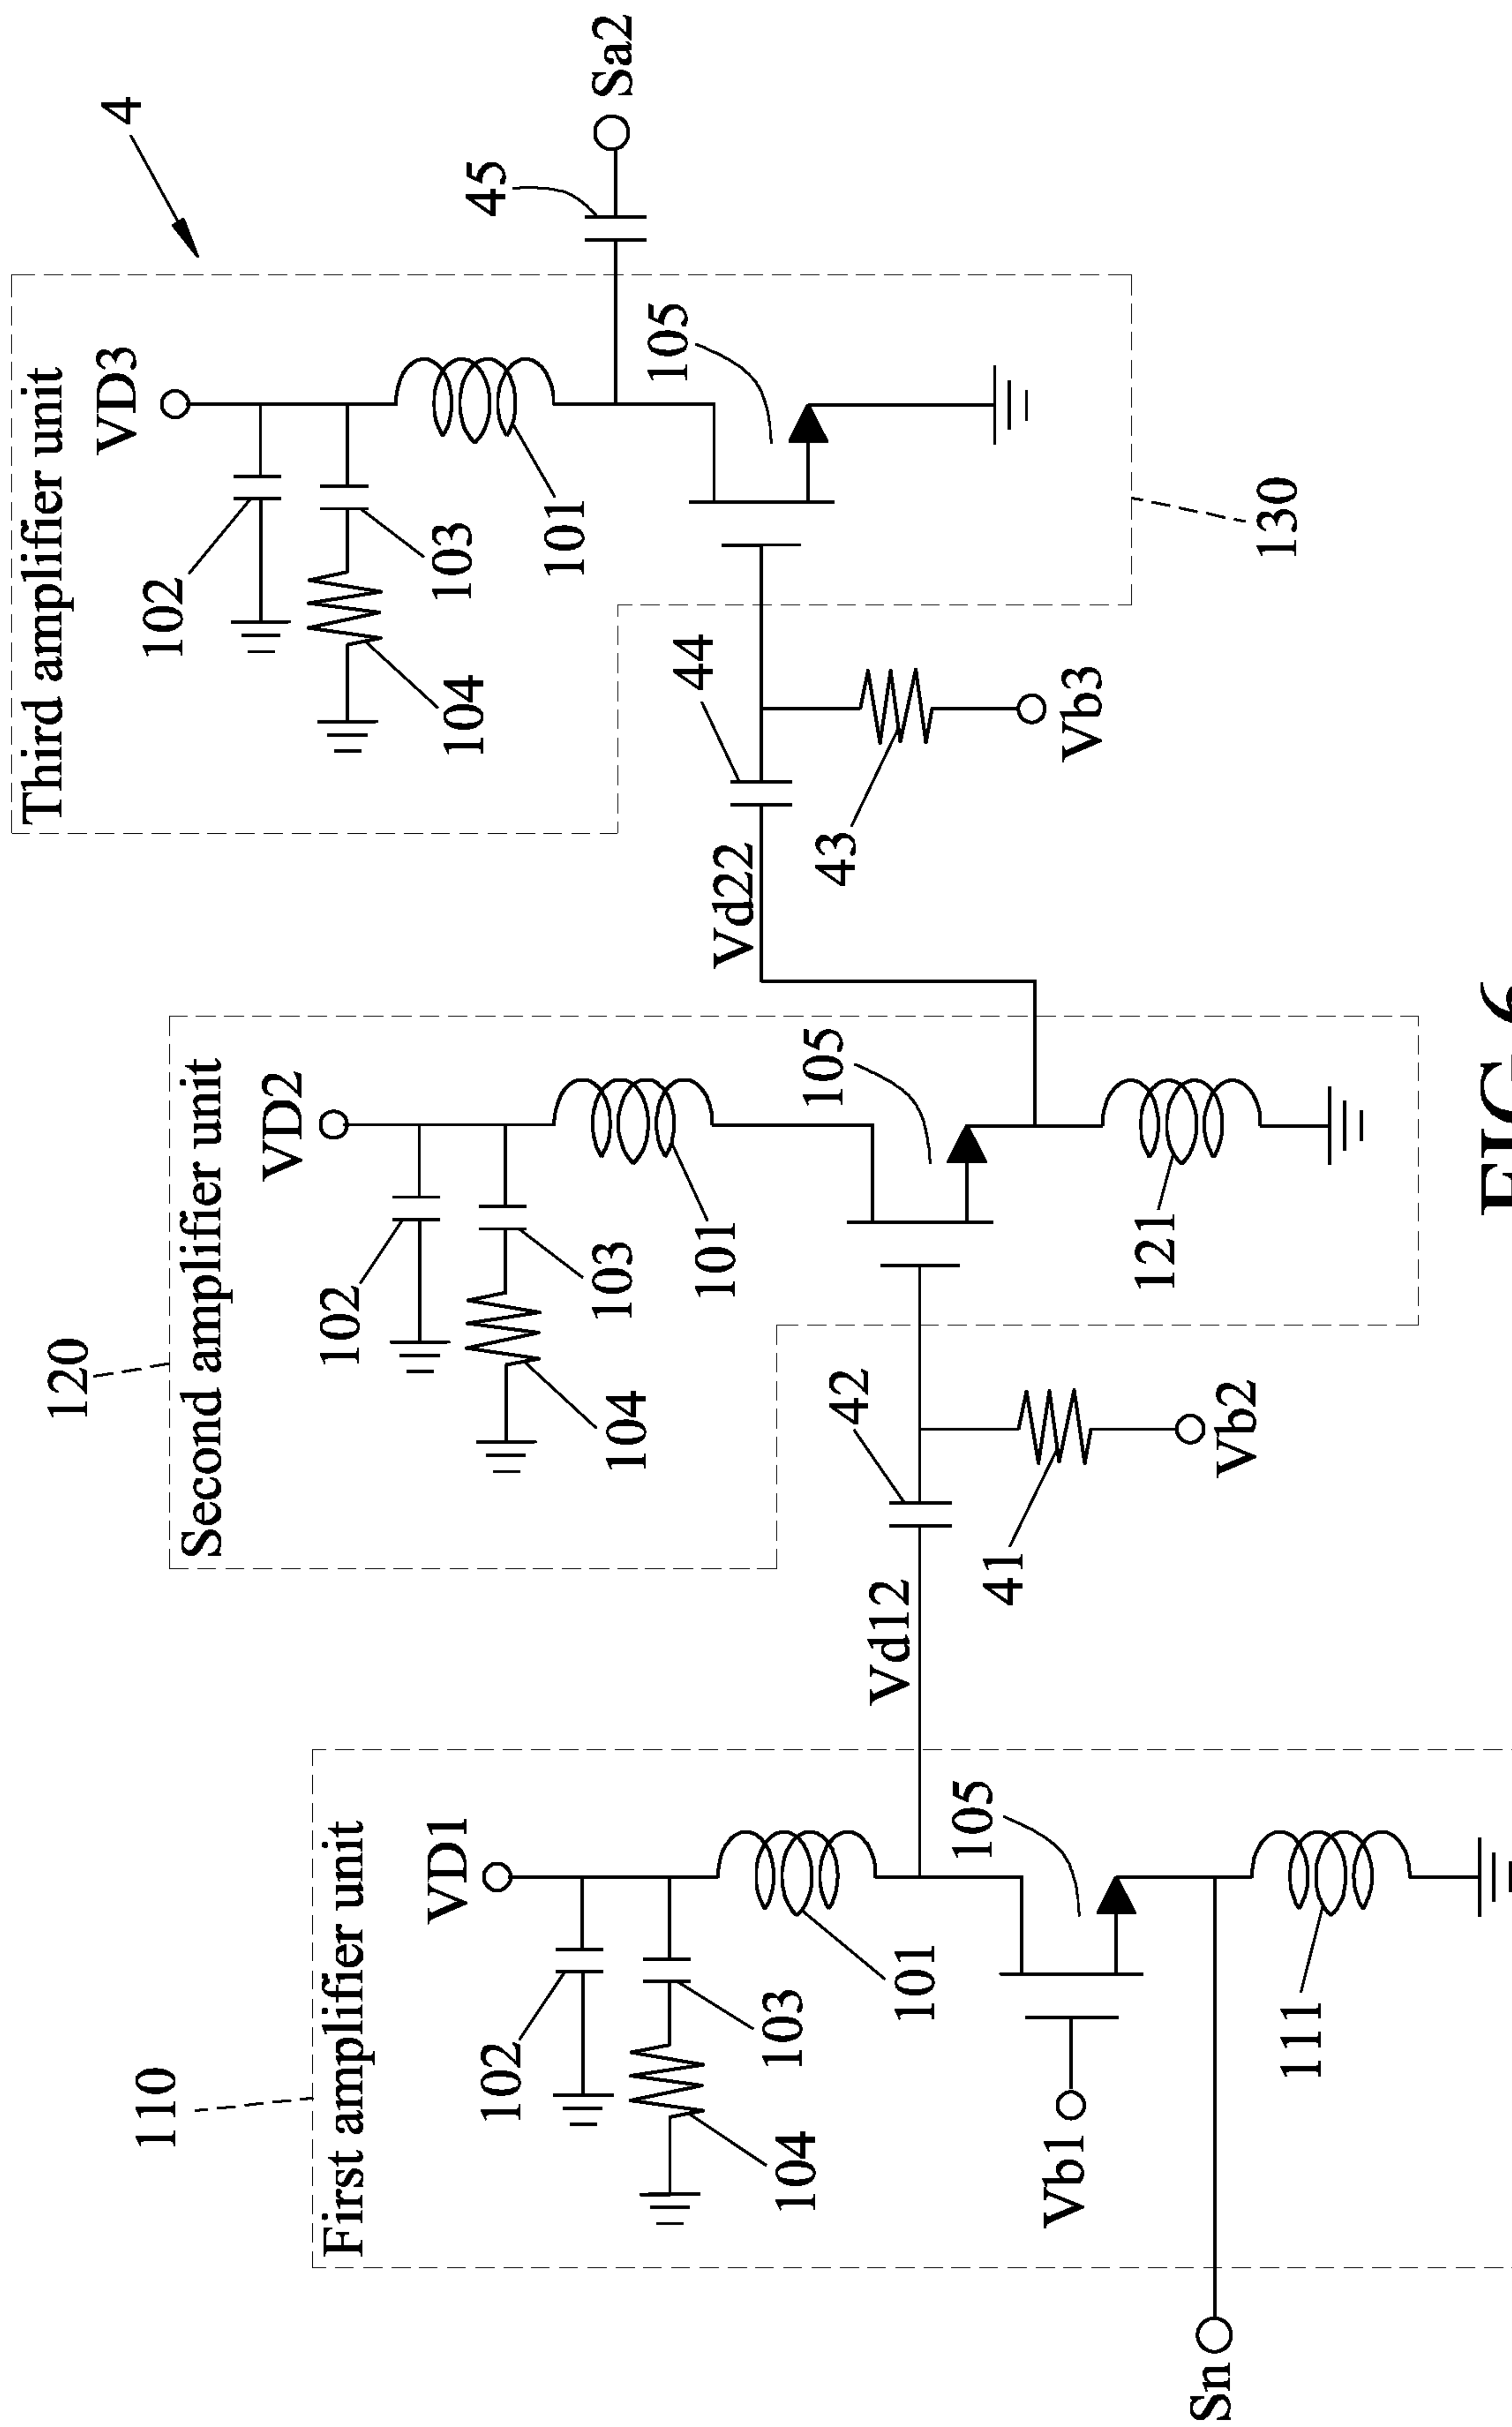 4
Third amplifier unit
VD3
102
103
104
101
105
45
Sa2
130
44
43
Vb3
Vd22
120
Second amplifier unit
VD2
102
103
104
101
105
121
42
41
Vb2
Vd12
110
First amplifier unit
VD1
102
103
104
101
105
111
Vb1
Sn